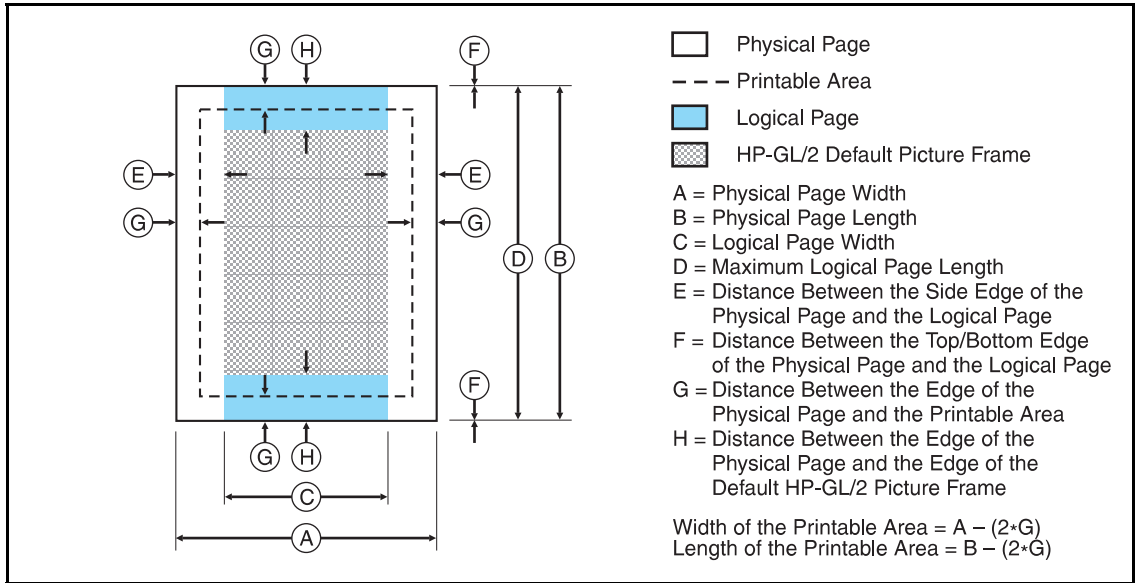 G H F
Physical Page
Printable Area
Logical Page
HP-GL/2 Default Picture Frame
E E
G G
D B
F
G H
C
A
A = Physical Page Width
B = Physical Page Length
C = Logical Page Width
D = Maximum Logical Page Length
E = Distance Between the Side Edge of the
Physical Page and the Logical Page
F = Distance Between the Top/Bottom Edge
of the Physical Page and the Logical Page
G = Distance Between the Edge of the
Physical Page and the Printable Area
H = Distance Between the Edge of the
Physical Page and the Edge of the
Default HP-GL/2 Picture Frame
Width of the Printable Area = A – (2*G)
Length of the Printable Area = B – (2*G)